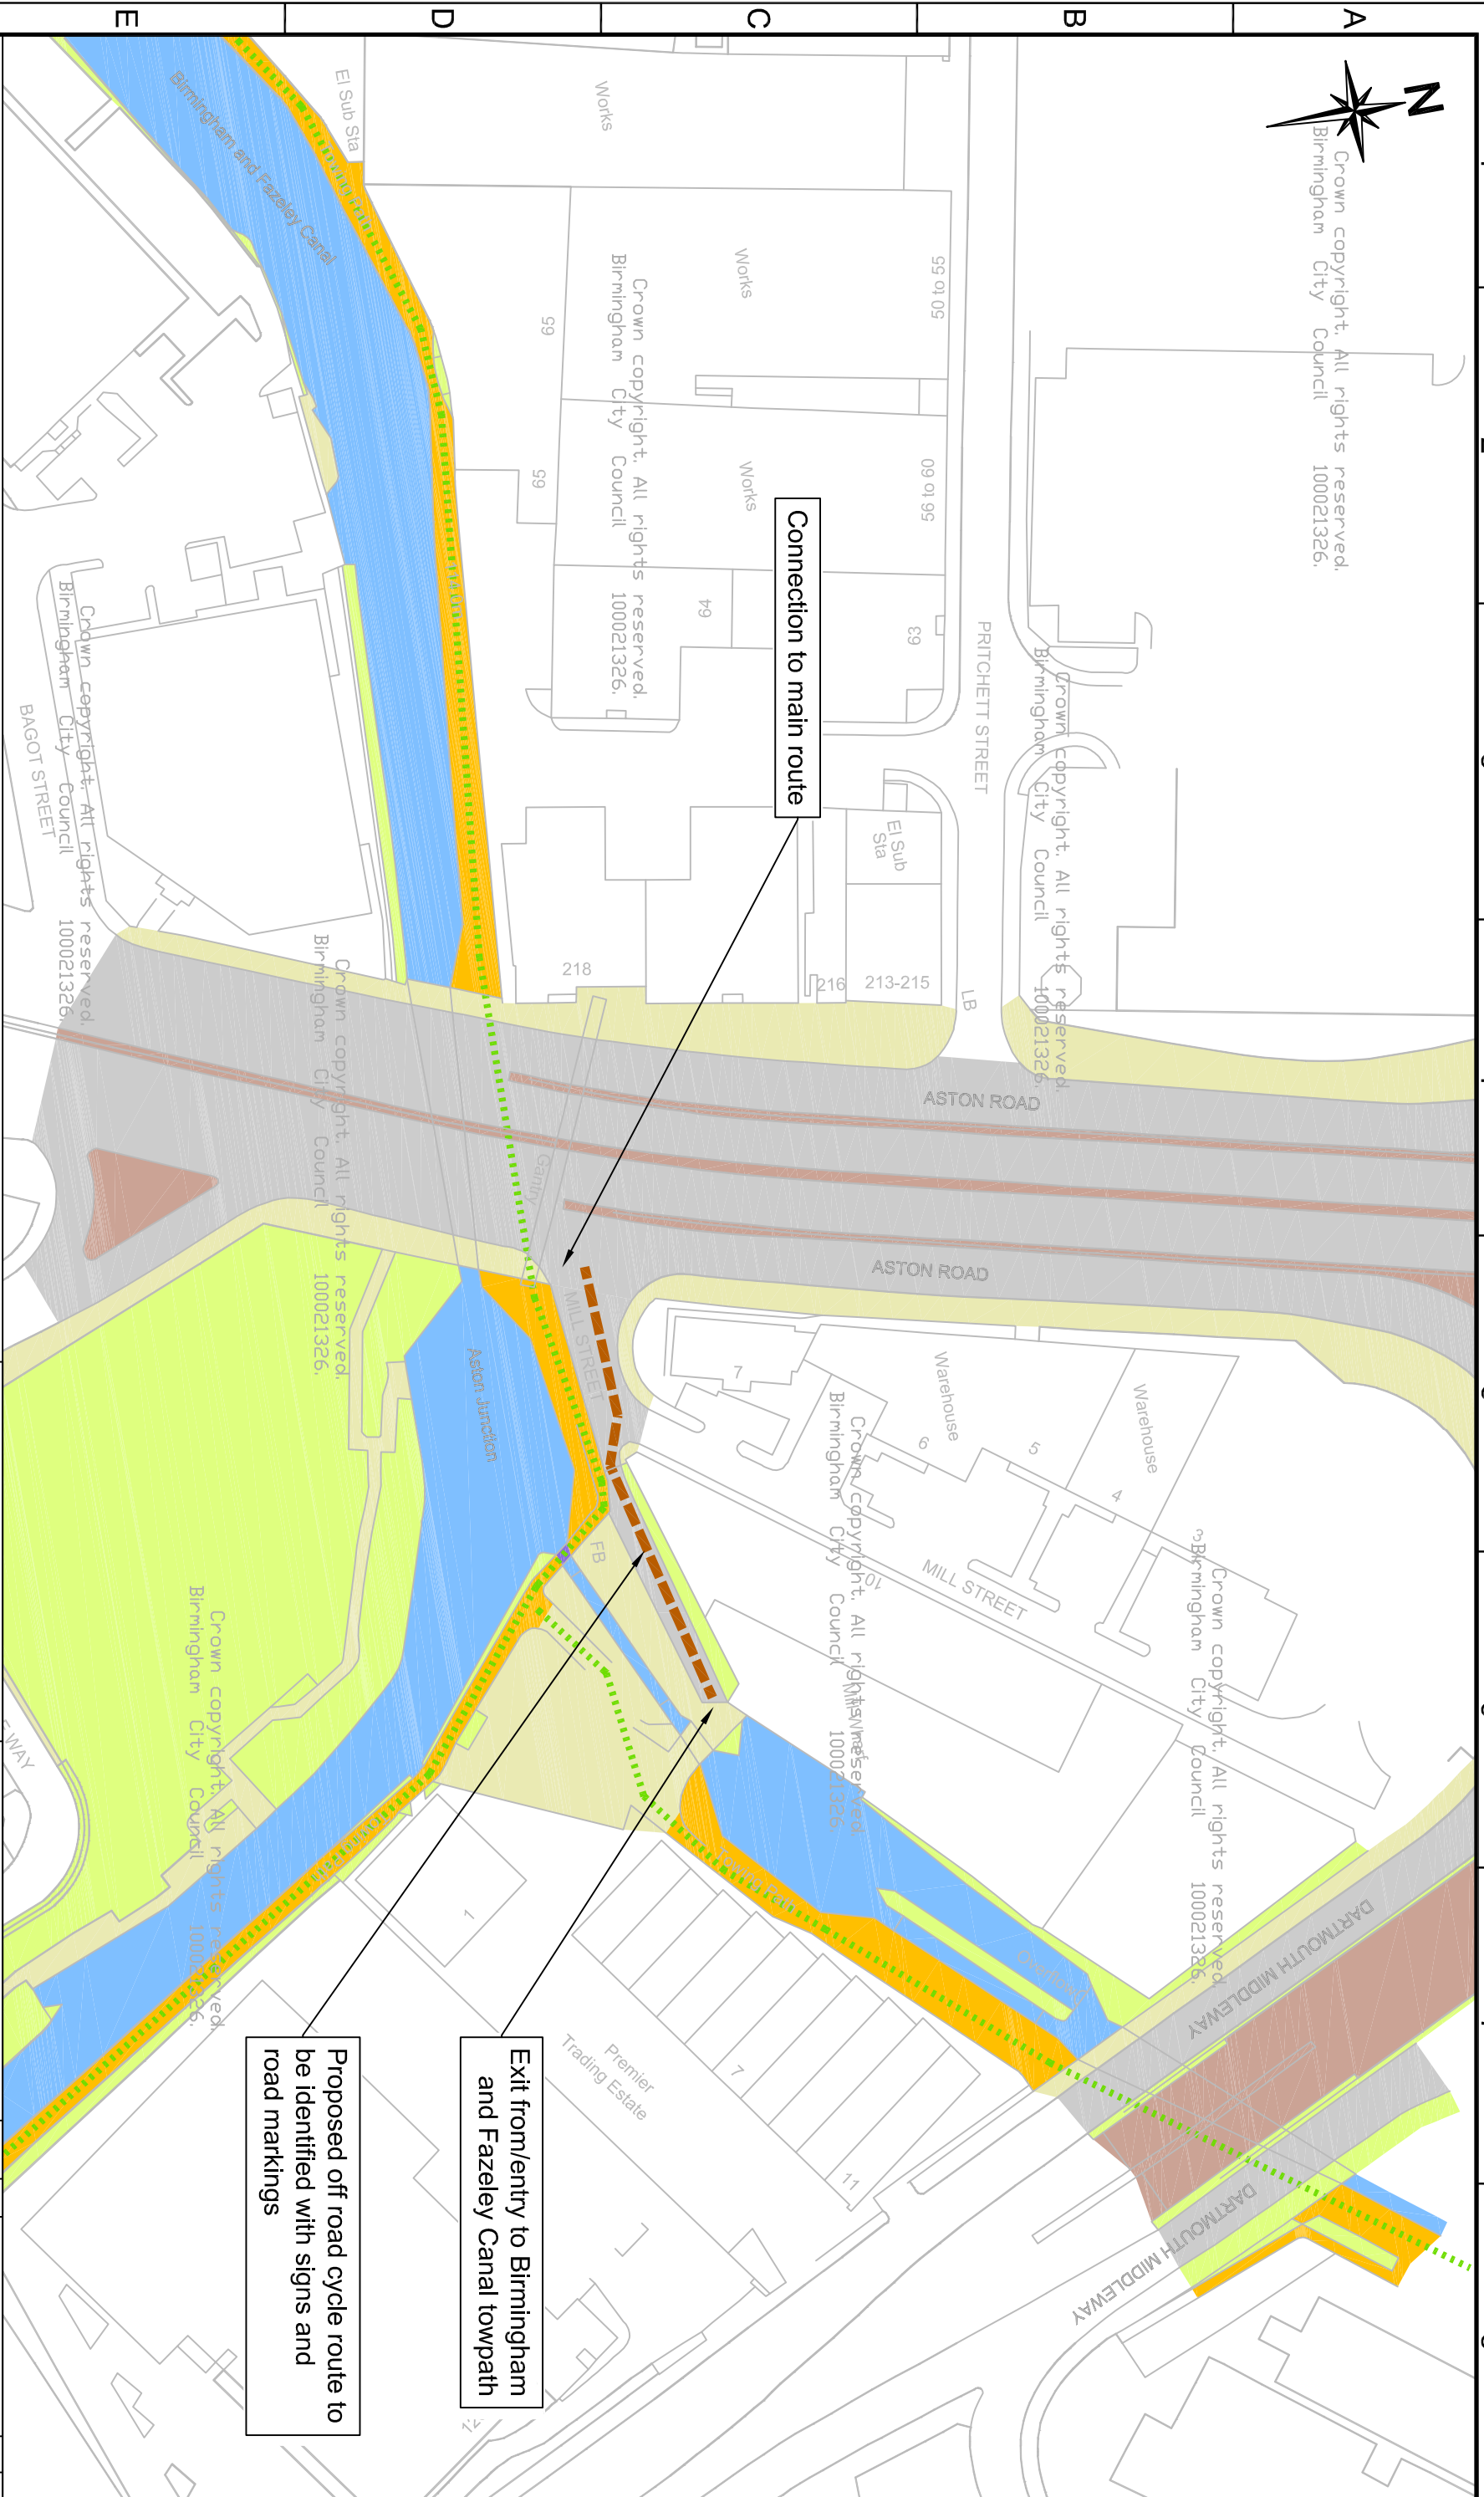 E
D
C
B
A
N
Crown copyright. All rights reserved.
Birmingham City Council 100021326.
Birmingham and Fazeley Canal
El Sub Sta
Works
Works
50 to 55
Crown copyright. All rights reserved.
Birmingham City Council 100021326.
59
59
Works
56 to 60
Connection to main route
64
63
PRITCHETT STREET
Crown copyright. All rights reserved.
Birmingham City Council 100021326.
Crown copyright. All rights reserved.
Birmingham City Council 100021326.
BAGOT STREET
El Sub
Sta
218
216
213-215
LB
Crown copyright. All rights reserved.
Birmingham City Council 100021326.
ASTON ROAD
ASTON ROAD
Gantry
MILL STREET
Aston Junction
7
Warehouse
Warehouse
6
5
4
3
Crown copyright. All rights reserved.
Birmingham City Council 100021326.
FB
10
MILL STREET
Crown copyright. All rights reserved.
Birmingham City Council 100021326.
Crown copyright. All rights reserved.
Birmingham City Council 100021326.
Towing Path
Overflow
DARTMOUTH MIDDLEWAY
DARTMOUTH MIDDLEWAY
1
Premier
Trading Estate
7
11
Exit from/entry to Birmingham
and Fazeley Canal towpath
Proposed off road cycle route to
be identified with signs and
road markings